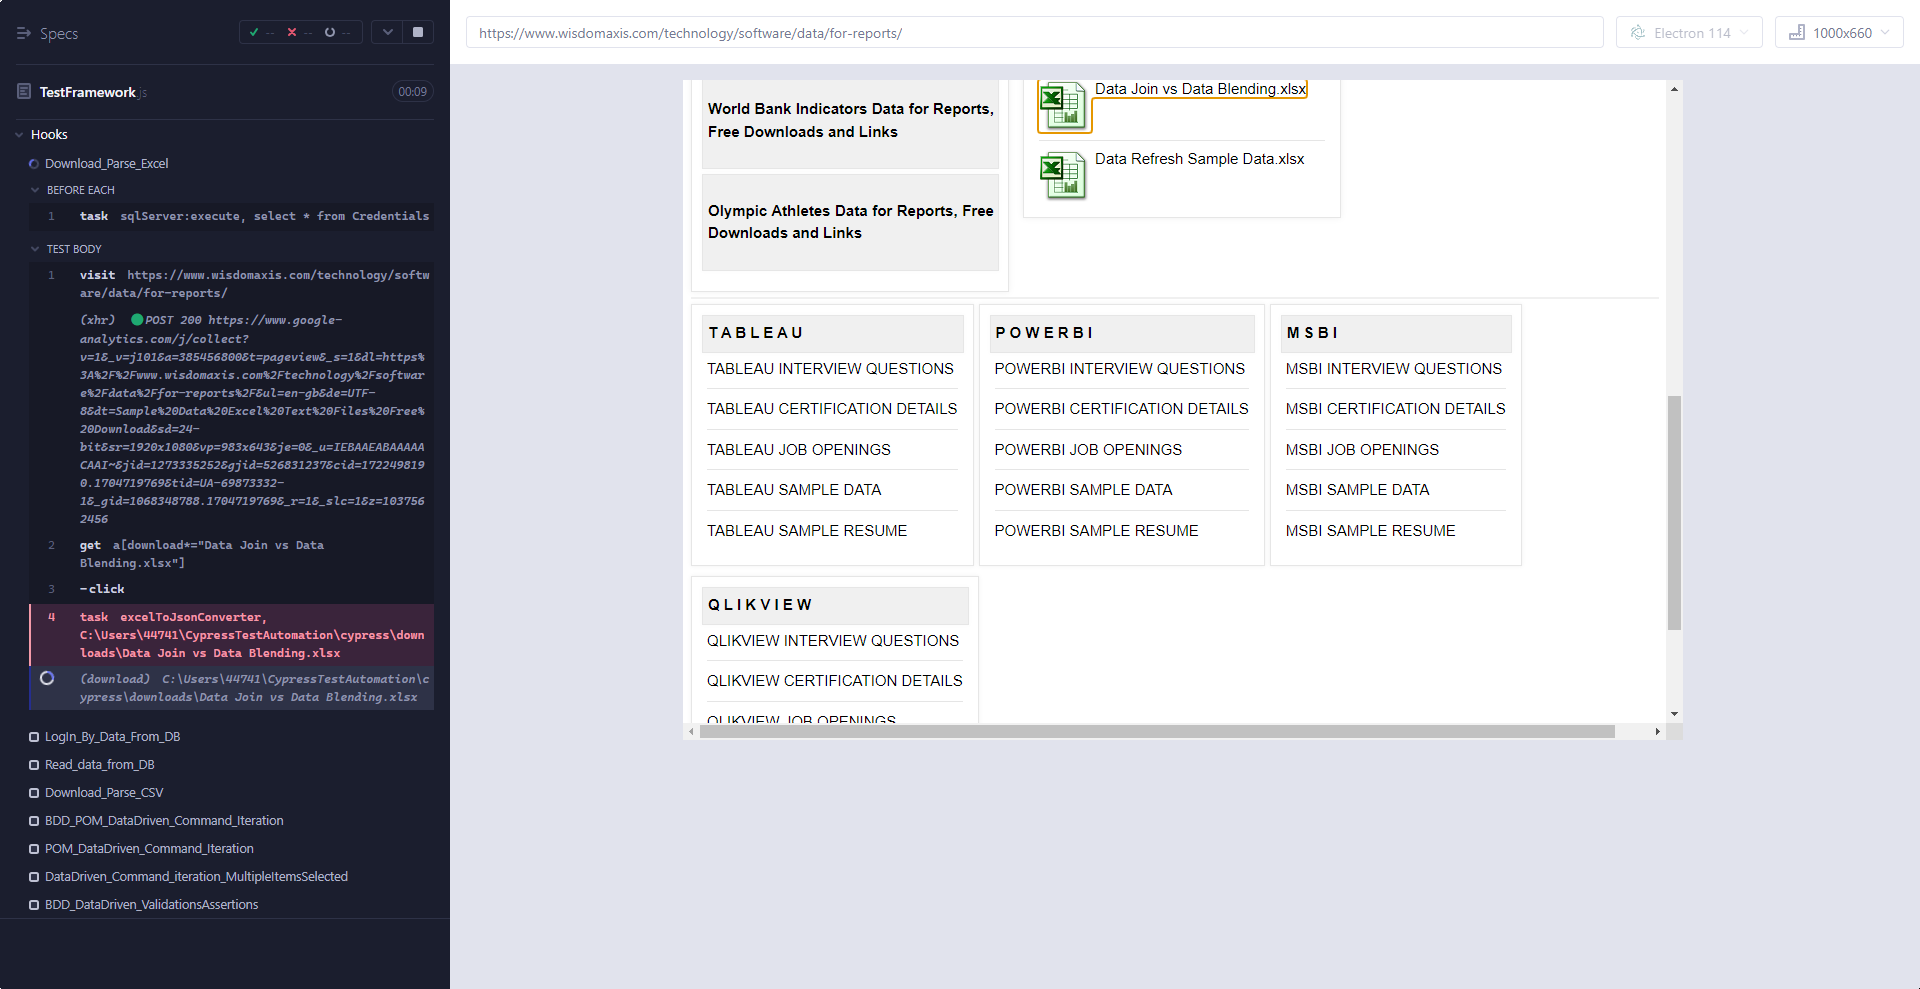 Specs
--
--
--
TestFramework.js
00:09
Hooks
Download_Parse_Excel
BEFORE EACH
1 task sqlServer:execute, select * from Credentials
TEST BODY
1 visit https://www.wisdomaxis.com/technology/softw
are/data/for-reports/
(xhr) POST 200 https://www.google-
analytics.com/j/collect?
v=1&_v=j101&a=385456800&t=pageview&_s=1&dl=https%
3A%2F%2Fwww.wisdomaxis.com%2Ftechnology%2Fsoftwar
e%2Fdata%2Ffor-reports%2F&ul=en-gb&de=UTF-
8&dt=Sample%20Data%20Excel%20Text%20Files%20Free%
20Download&sd=24-
bit&sr=1920x1080&vp=983x643&je=0&_u=IEBAAEABAAAAA
CAAI~&jid=1273335252&gjid=526831237&cid=172249819
0.1704719769&tid=UA-69873332-
1&_gid=1068348788.1704719769&_r=1&_slc=1&z=103756
2456
2 get a[download*="Data Join vs Data
Blending.xlsx"]
3 -click
4 task excelToJsonConverter,
C:\Users\44741\CypressTestAutomation\cypress\down
loads\Data Join vs Data Blending.xlsx
(download) C:\Users\44741\CypressTestAutomation\c
ypress\downloads\Data Join vs Data Blending.xlsx
LogIn_By_Data_From_DB
Read_data_from_DB
Download_Parse_CSV
BDD_POM_DataDriven_Command_Iteration
POM_DataDriven_Command_Iteration
DataDriven_Command_iteration_MultipleItemsSelected
BDD_DataDriven_ValidationsAssertions
https://www.wisdomaxis.com/technology/software/data/for-reports/
Electron 114
1000x660
World Bank Indicators Data for Reports,
Free Downloads and Links
Olympic Athletes Data for Reports, Free
Downloads and Links
Data Join vs Data Blending.xlsx
Data Refresh Sample Data.xlsx
TABLEAU
TABLEAU INTERVIEW QUESTIONS
TABLEAU CERTIFICATION DETAILS
TABLEAU JOB OPENINGS
TABLEAU SAMPLE DATA
TABLEAU SAMPLE RESUME
POWERBI
POWERBI INTERVIEW QUESTIONS
POWERBI CERTIFICATION DETAILS
POWERBI JOB OPENINGS
POWERBI SAMPLE DATA
POWERBI SAMPLE RESUME
MSBI
MSBI INTERVIEW QUESTIONS
MSBI CERTIFICATION DETAILS
MSBI JOB OPENINGS
MSBI SAMPLE DATA
MSBI SAMPLE RESUME
QLIKVIEW
QLIKVIEW INTERVIEW QUESTIONS
QLIKVIEW CERTIFICATION DETAILS
QLIKVIEW JOB OPENINGS